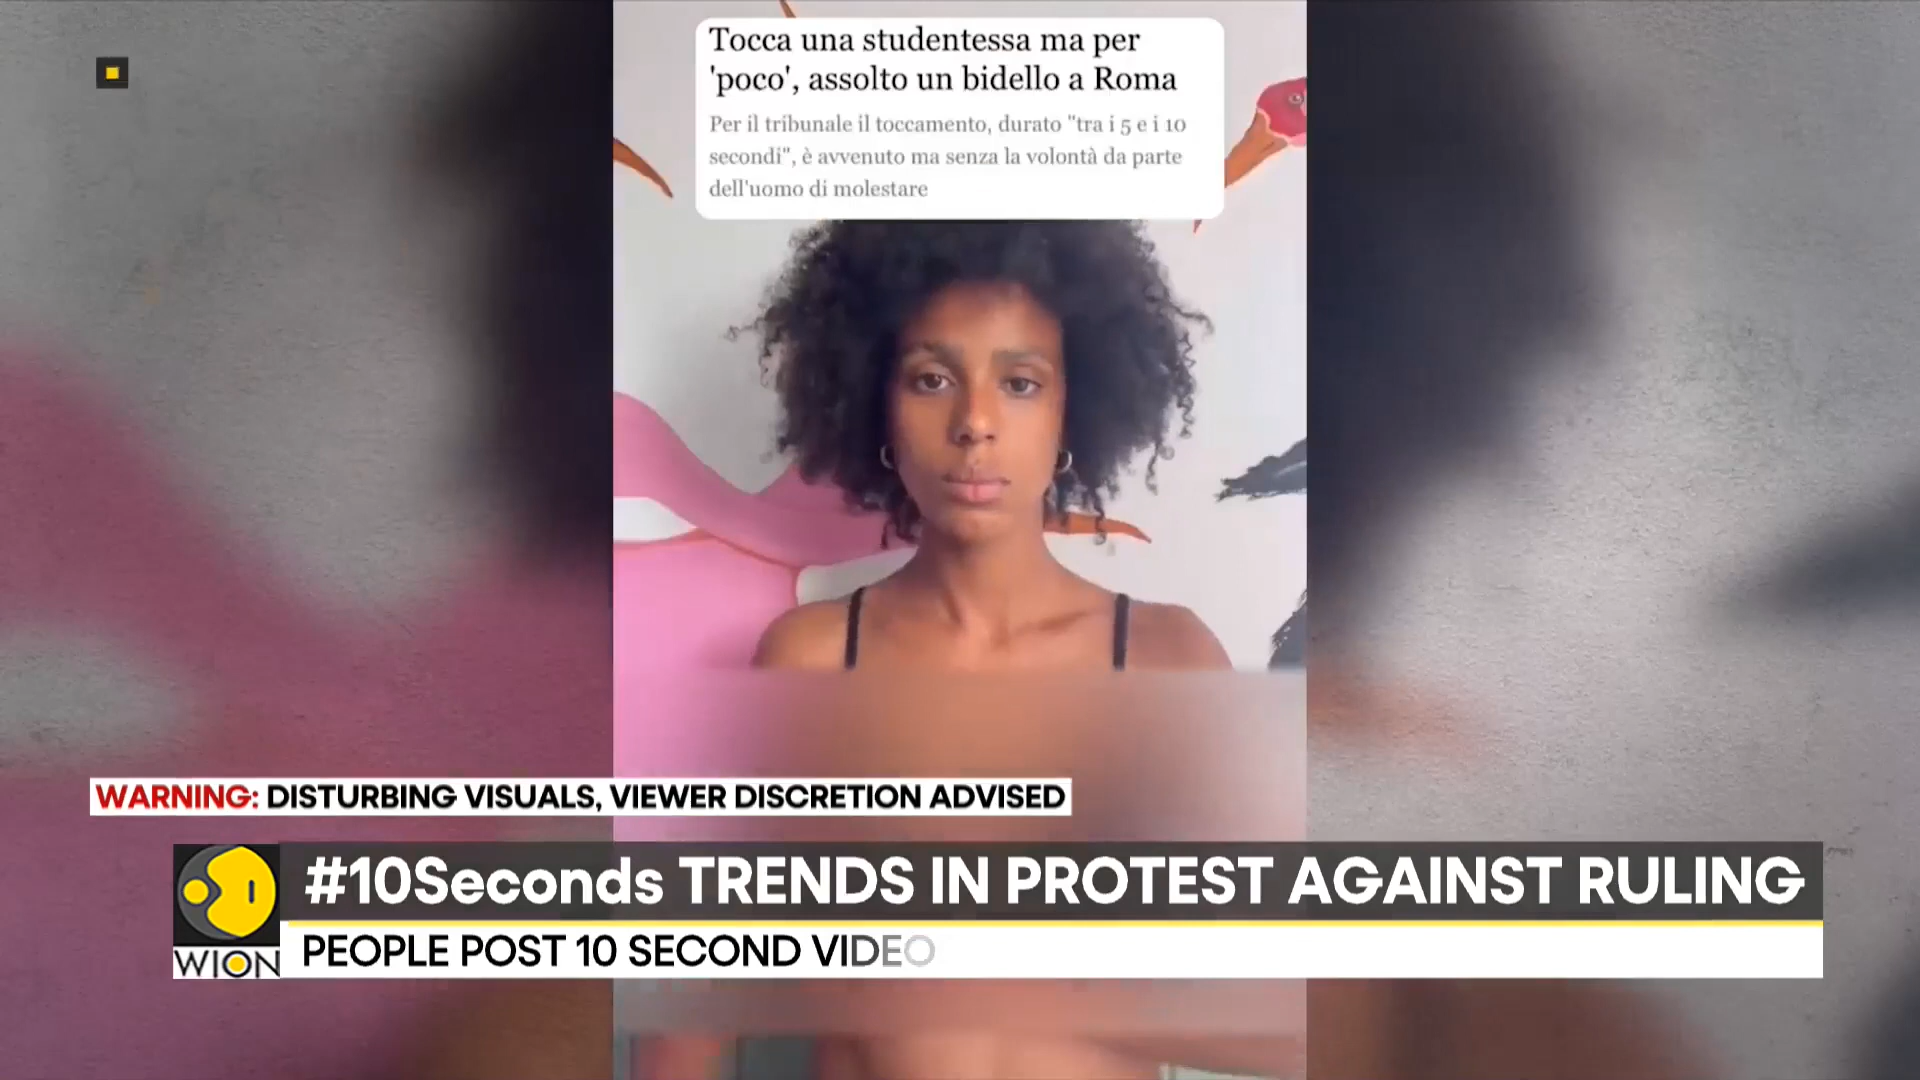 Tocca una studentessa ma per
'poco', assolto un bidello a Roma
Per il tribunale il toccamento, durato "tra i 5 e i 10
secondi", è avvenuto ma senza la volontà da parte
dell'uomo di molestare
WARNING: DISTURBING VISUALS, VIEWER DISCRETION ADVISED
#10Seconds TRENDS IN PROTEST AGAINST RULING
PEOPLE POST 10 SECOND VIDEO
WION